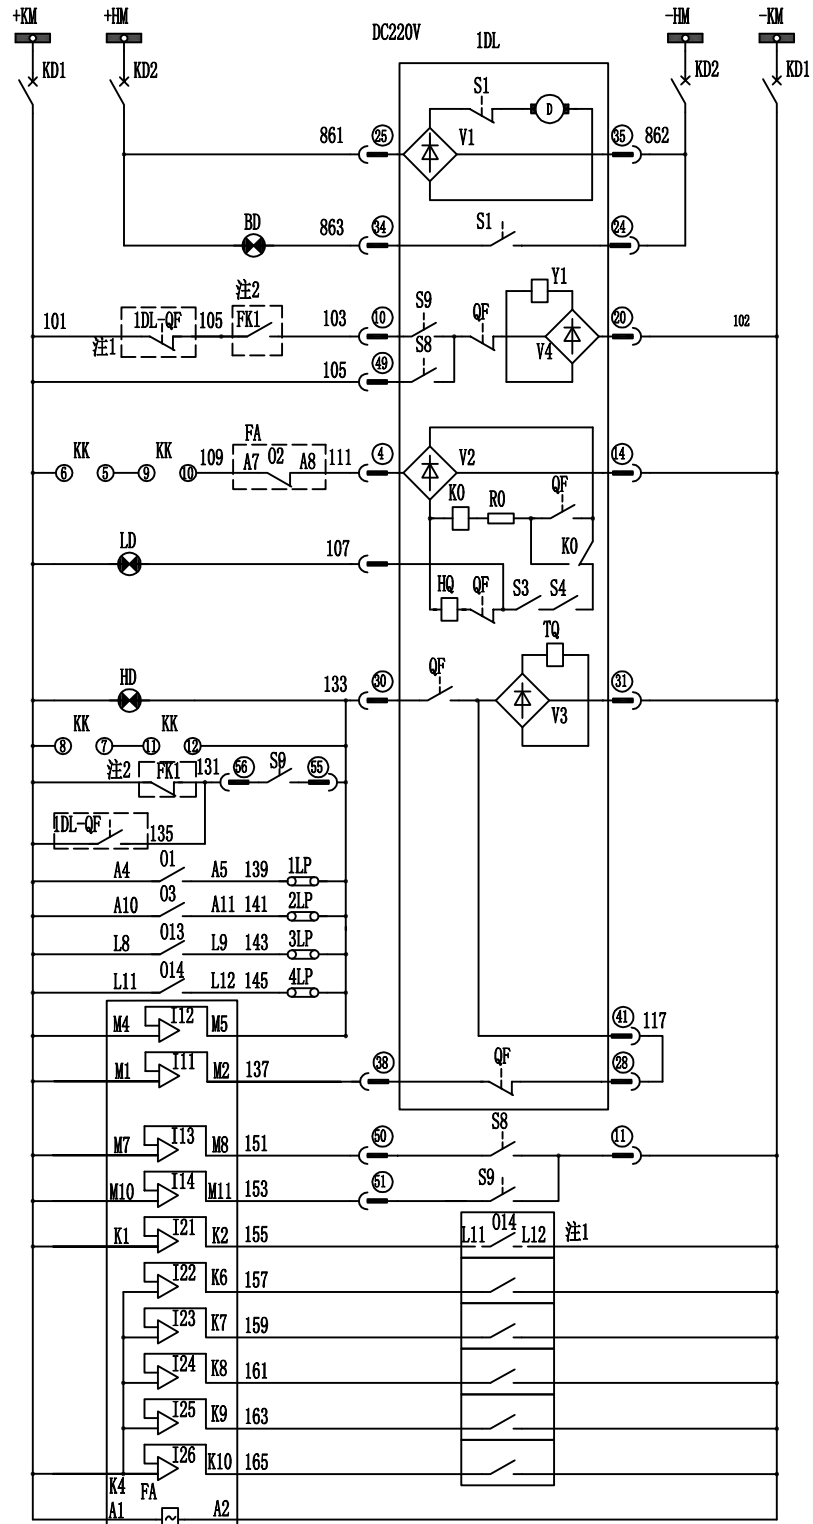 +KM +HM DC220V 1DL -HM -KM
KD1 KD2 KD2 KD1
S1 D
861 25 V1 35 862
BD 863 34 S1 24
注2 Y1
101 1DL-QF 105 FK1 103 10 S9 QF 20 102
注1 S8 V4
105 49
FA
KK KK 109 A7 02 A8 111 4 V2 14
6 5 9 10
K0 R0 QF
LD 107 K0
HQ QF S3 S4
TQ
HD 133 30 QF 31
V3
KK KK
8 7 11 12
注2 FK1 131 56 S9 55
1DL-QF 135
A4 01 A5 139 1LP
A10 03 A11 141 2LP
L8 013 L9 143 3LP
L11 014 L12 145 4LP
M4 I12 M5 41 117
M1 I11 M2 137 38 QF 28
M7 I13 M8 151 50 S8 11
M10 I14 M11 153 51 S9
K1 I21 K2 155 L11 014 L12 注1
I22 K6 157
I23 K7 159
I24 K8 161
I25 K9 163
I26 K10 165
K4 FA
A1 ~ A2